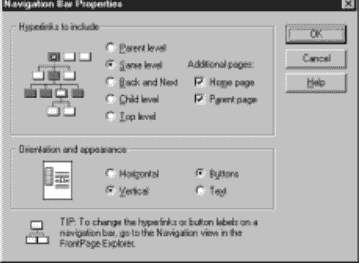 Navigation Bar Properties
Hyperlinks to include
Parent level
Same level
Back and Next
Child level
Top level
Additional pages:
Home page
Parent page
OK
Cancel
Help
Orientation and appearance
Horizontal
Vertical
Buttons
Text
TIP: To change the hyperlinks or button labels on a
navigation bar, go to the Navigation view in the
FrontPage Explorer.